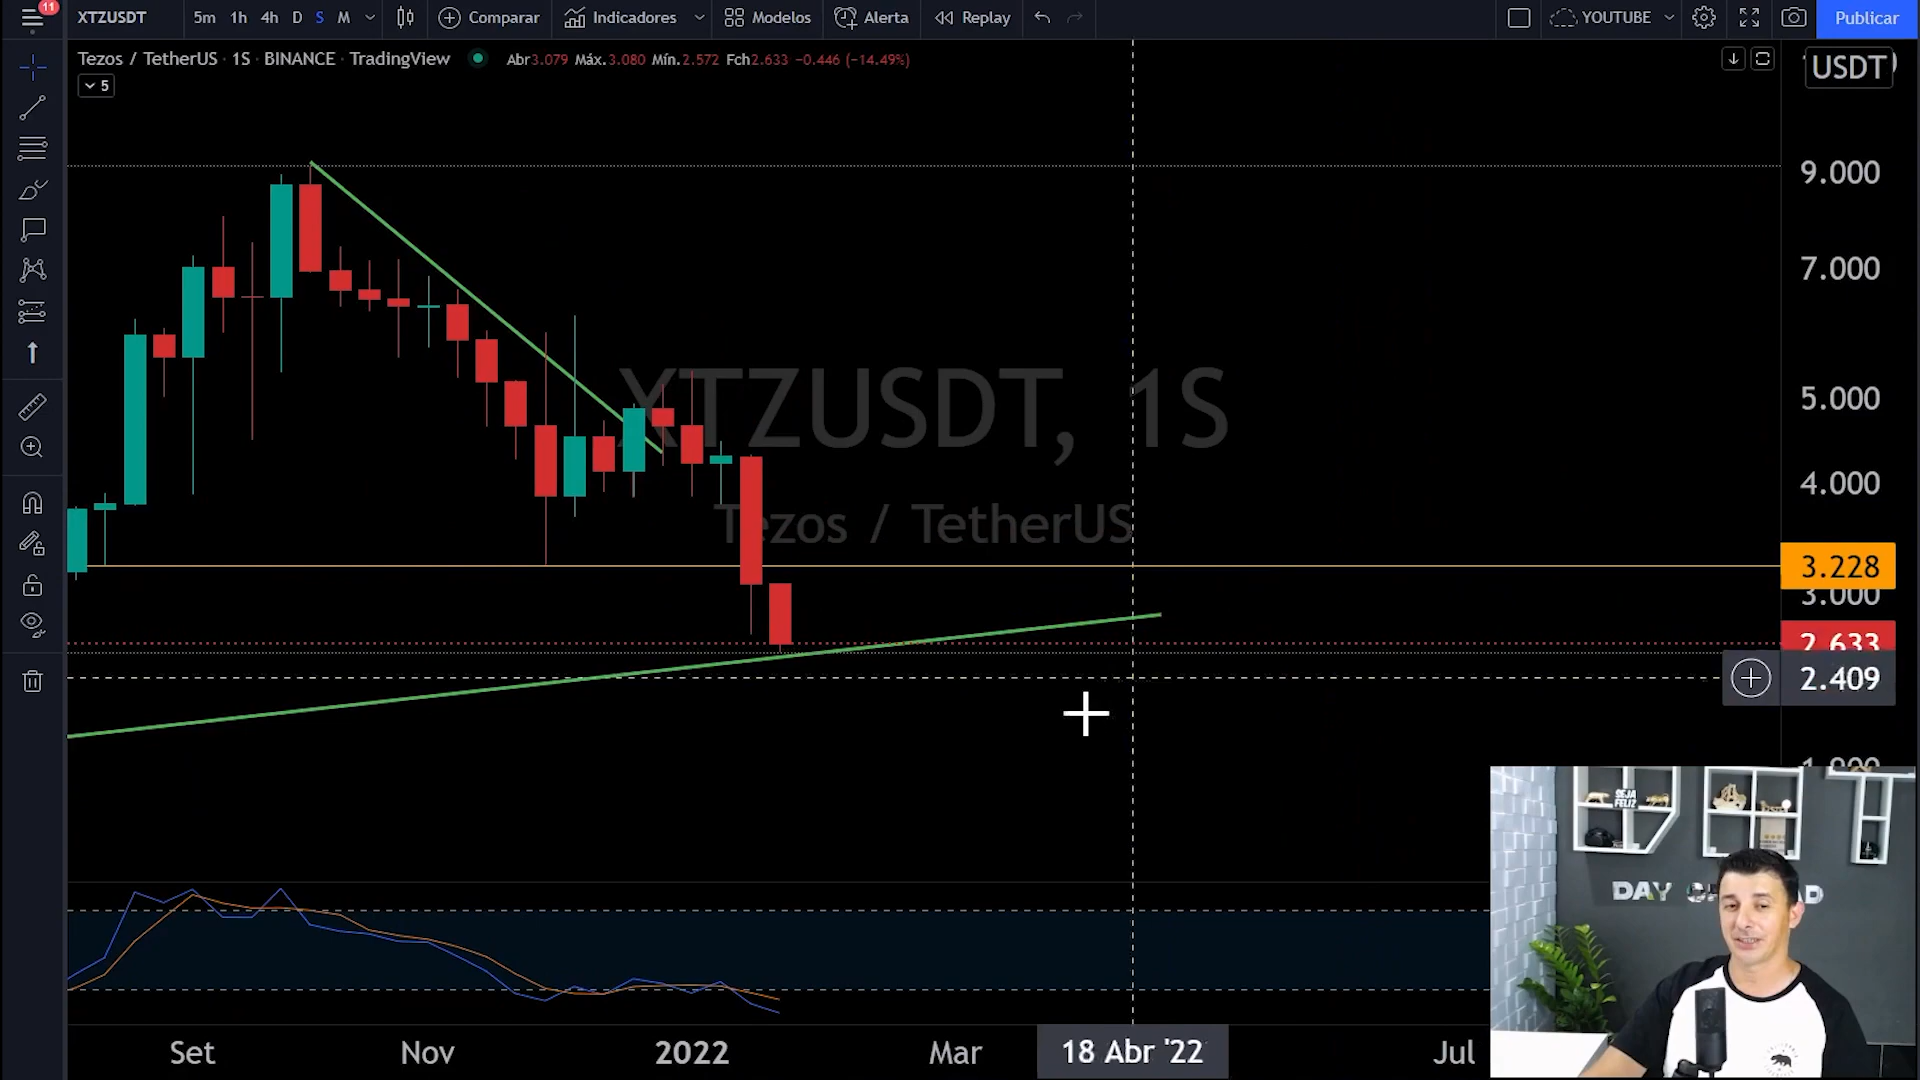 11
XTZUSDT 5m 1h 4h D S M Comparar Indicadores Modelos Alerta Replay YOUTUBE Publicar
Tezos / TetherUS · 1S · BINANCE · TradingView Abr3.079 Máx.3.080 Mín.2.572 Fch2.633 −0.446 (−14.49%)
USDT
5
9.000
7.000
XTZUSDT, 1S
5.000
4.000
Tezos / TetherUS
3.228
3.000
2.633
2.409
SEJA
FELIZ
DAY
Set Nov 2022 Mar 18 Abr '22 Jul